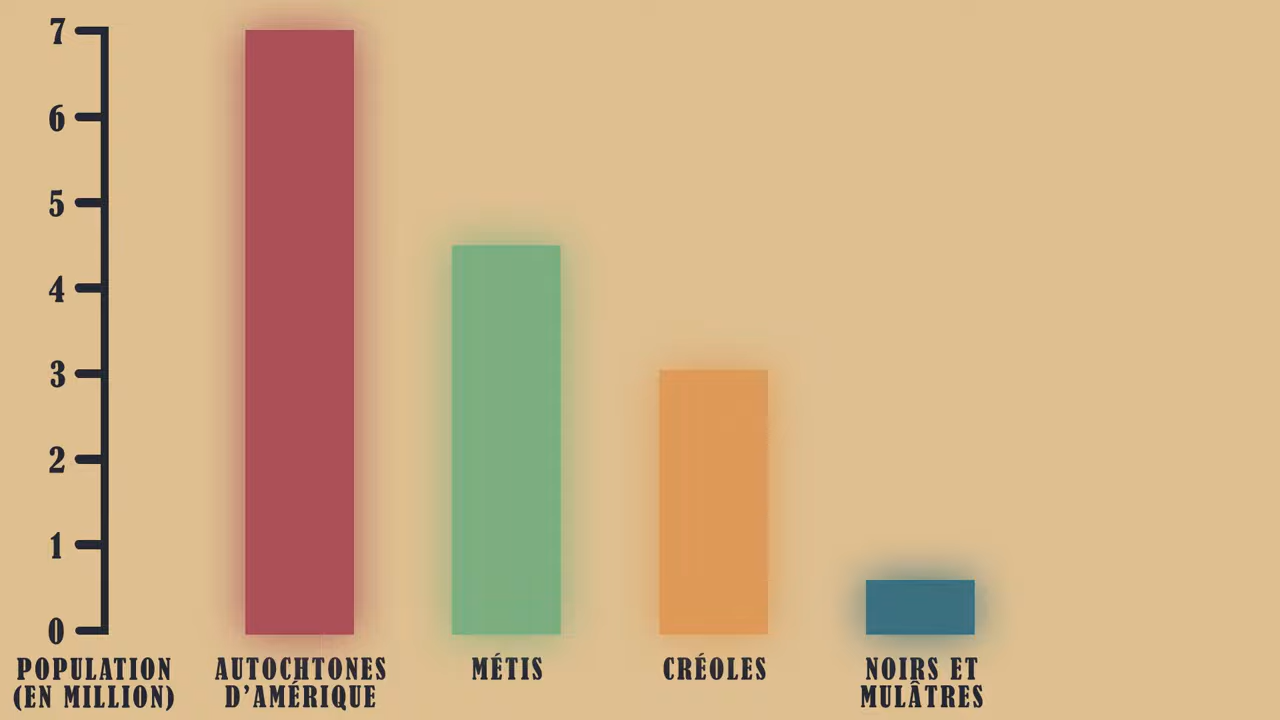 7
6
5
4
3
2
1
0
POPULATION
(EN MILLION)
AUTOCHTONES
D’AMÉRIQUE
MÉTIS
CRÉOLES
NOIRS ET
MULÂTRES